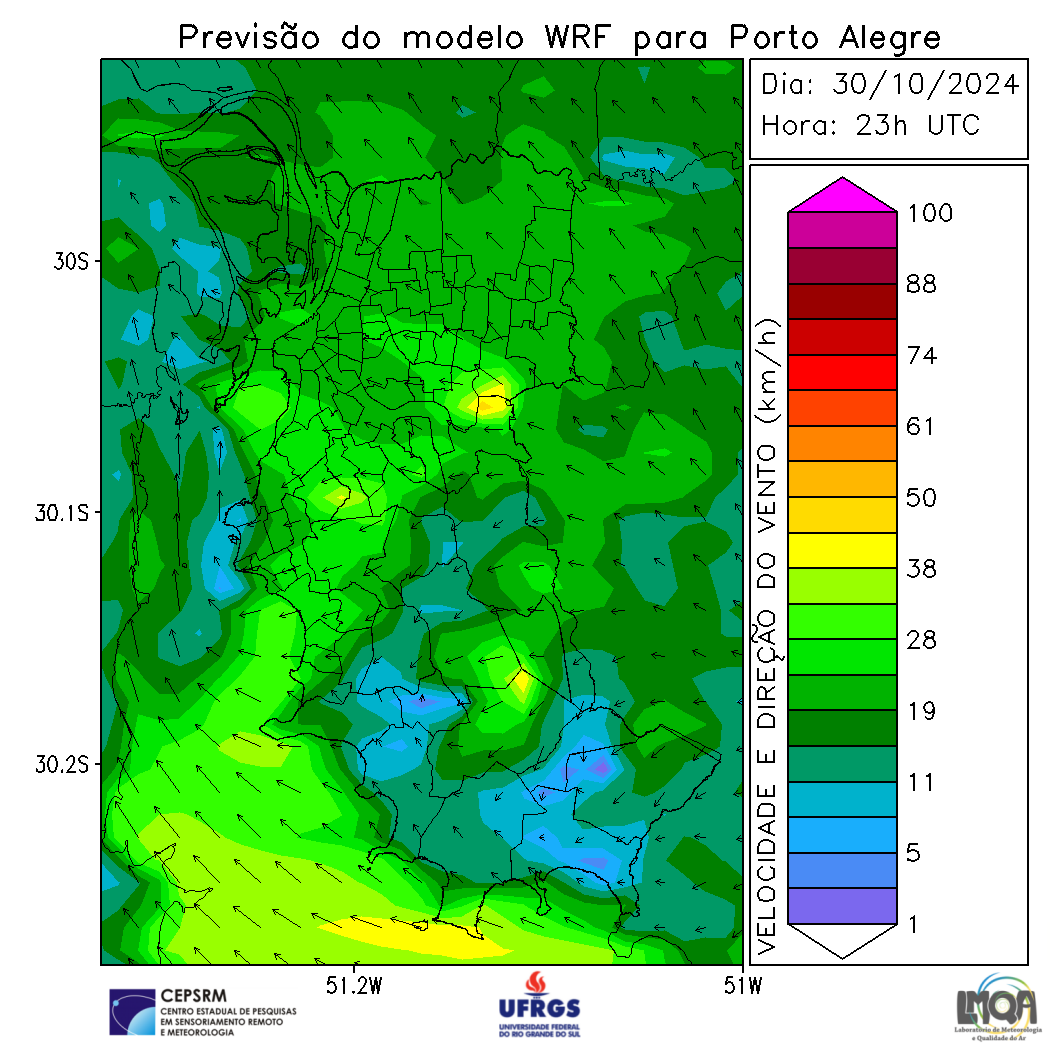 Previsão do modelo WRF para Porto Alegre
Dia: 30/10/2024
Hora: 23h UTC
30S
30.1S
30.2S
51.2W
51W
VELOCIDADE E DIREÇÃO DO VENTO (km/h)
100
88
74
61
50
38
28
19
11
5
1
CEPSRM
CENTRO ESTADUAL DE PESQUISAS
EM SENSORIAMENTO REMOTO
E METEOROLOGIA
UFRGS
UNIVERSIDADE FEDERAL
DO RIO GRANDE DO SUL
LMQA
Laboratório de Meteorologia
e Qualidade do Ar